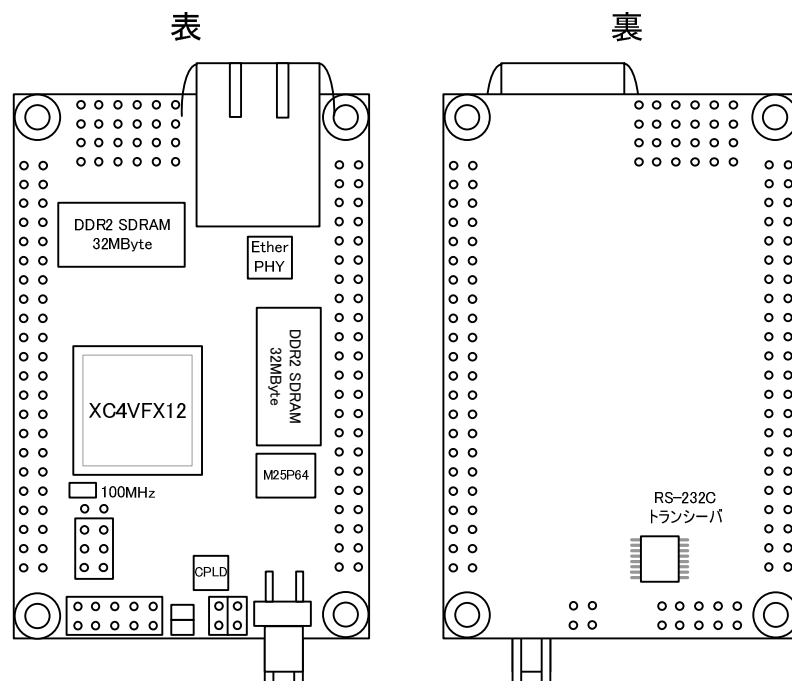 表
裏
DDR2 SDRAM
32MByte
Ether
PHY
DDR2 SDRAM
32MByte
XC4VFX12
M25P64
100MHz
RS-232C
トランシーバ
CPLD